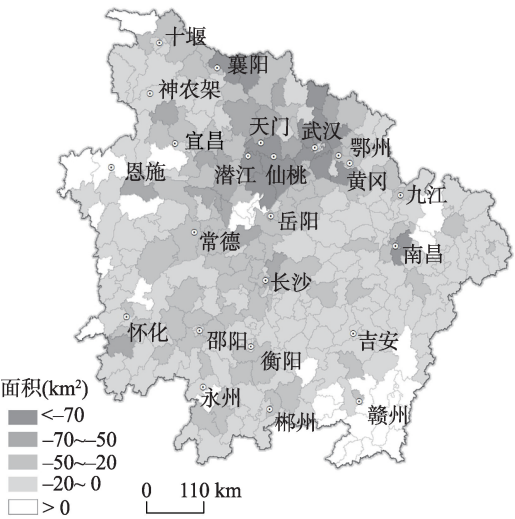 十堰
襄阳
神农架
天门
武汉
宜昌
鄂州
恩施
潜江
仙桃
黄冈
九江
岳阳
常德
南昌
长沙
怀化
邵阳
吉安
衡阳
永州
郴州
赣州
面积(km²)
<–70
–70~–50
–50~–20
–20~ 0
> 0
0 110 km